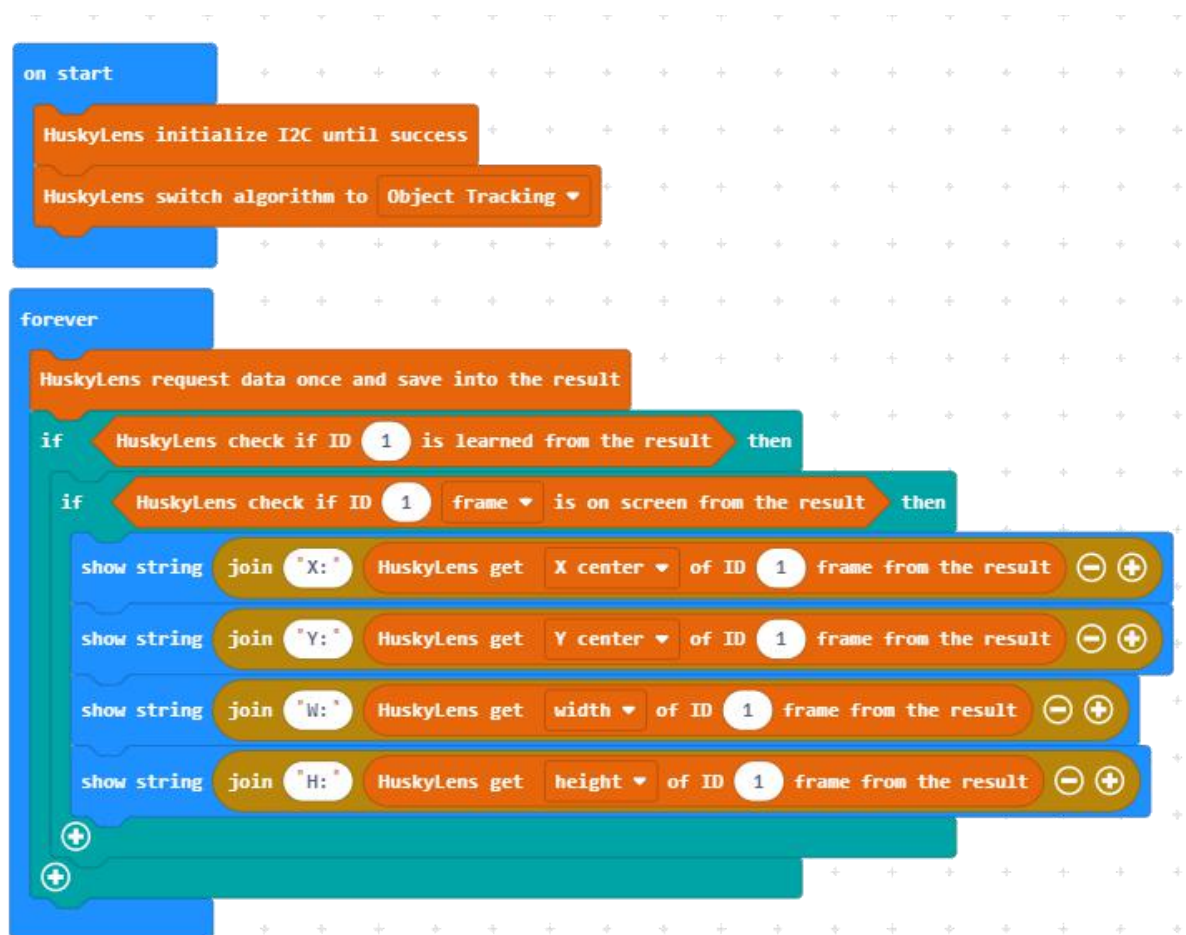 on start
HuskyLens initialize I2C until success
HuskyLens switch algorithm to Object Tracking
forever
HuskyLens request data once and save into the result
if HuskyLens check if ID 1 is learned from the result then
if HuskyLens check if ID 1 frame is on screen from the result then
show string join "X:" HuskyLens get X center of ID 1 frame from the result
show string join "Y:" HuskyLens get Y center of ID 1 frame from the result
show string join "W:" HuskyLens get width of ID 1 frame from the result
show string join "H:" HuskyLens get height of ID 1 frame from the result